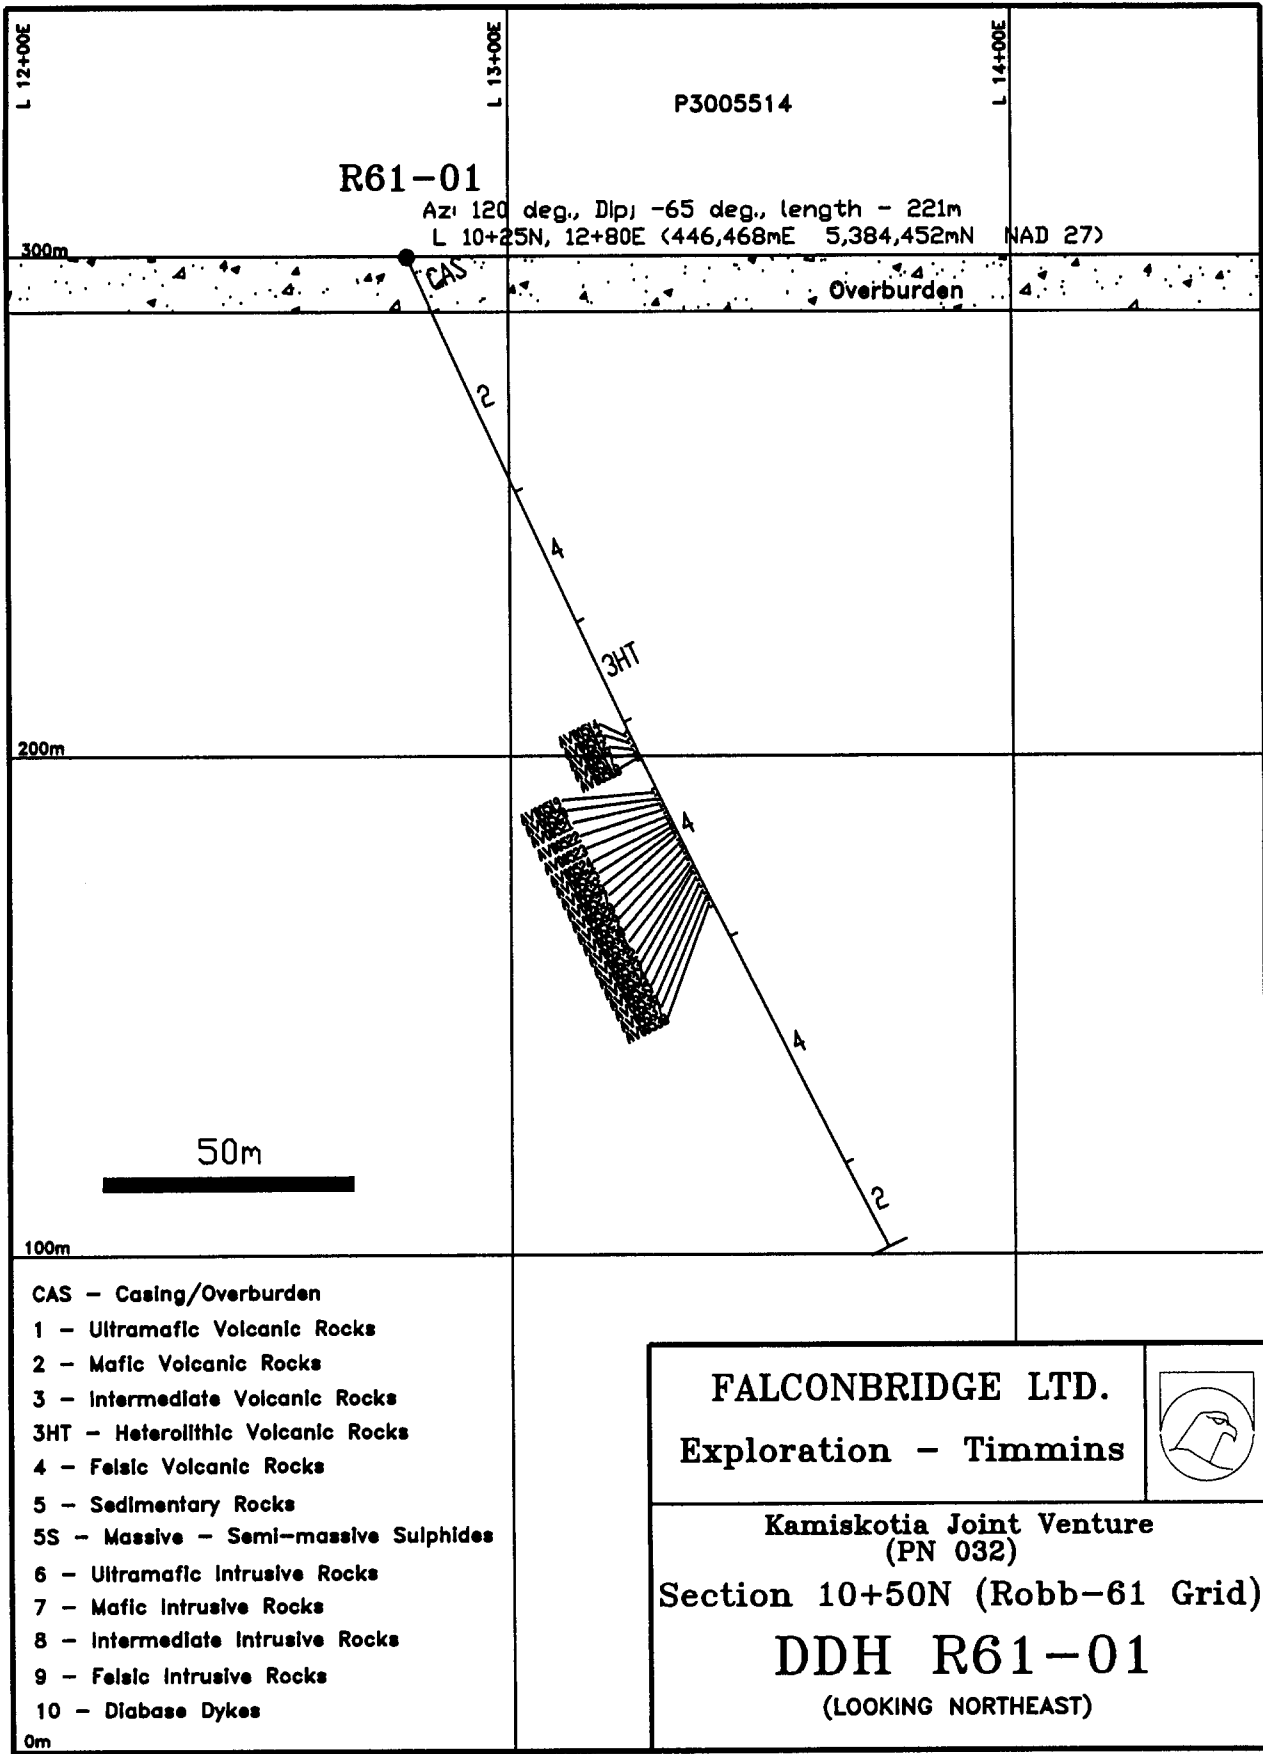 L 12+00E
L 13+00E
L 14+00E
P3005514
R61-01
Az: 120 deg., Dip; -65 deg., length - 221m
L 10+25N, 12+80E (446,468mE 5,384,452mN NAD 27)
300m
CAS
Overburden
2
4
3HT
200m
4
4
50m
2
100m
CAS - Casing/Overburden
1 - Ultramafic Volcanic Rocks
2 - Mafic Volcanic Rocks
3 - Intermediate Volcanic Rocks
3HT - Heterolithic Volcanic Rocks
4 - Felsic Volcanic Rocks
5 - Sedimentary Rocks
5S - Massive - Semi-massive Sulphides
6 - Ultramafic Intrusive Rocks
7 - Mafic Intrusive Rocks
8 - Intermediate Intrusive Rocks
9 - Felsic Intrusive Rocks
10 - Diabase Dykes
0m
FALCONBRIDGE LTD.
Exploration - Timmins
Kamiskotia Joint Venture
(PN 032)
Section 10+50N (Robb-61 Grid)
DDH R61-01
(LOOKING NORTHEAST)